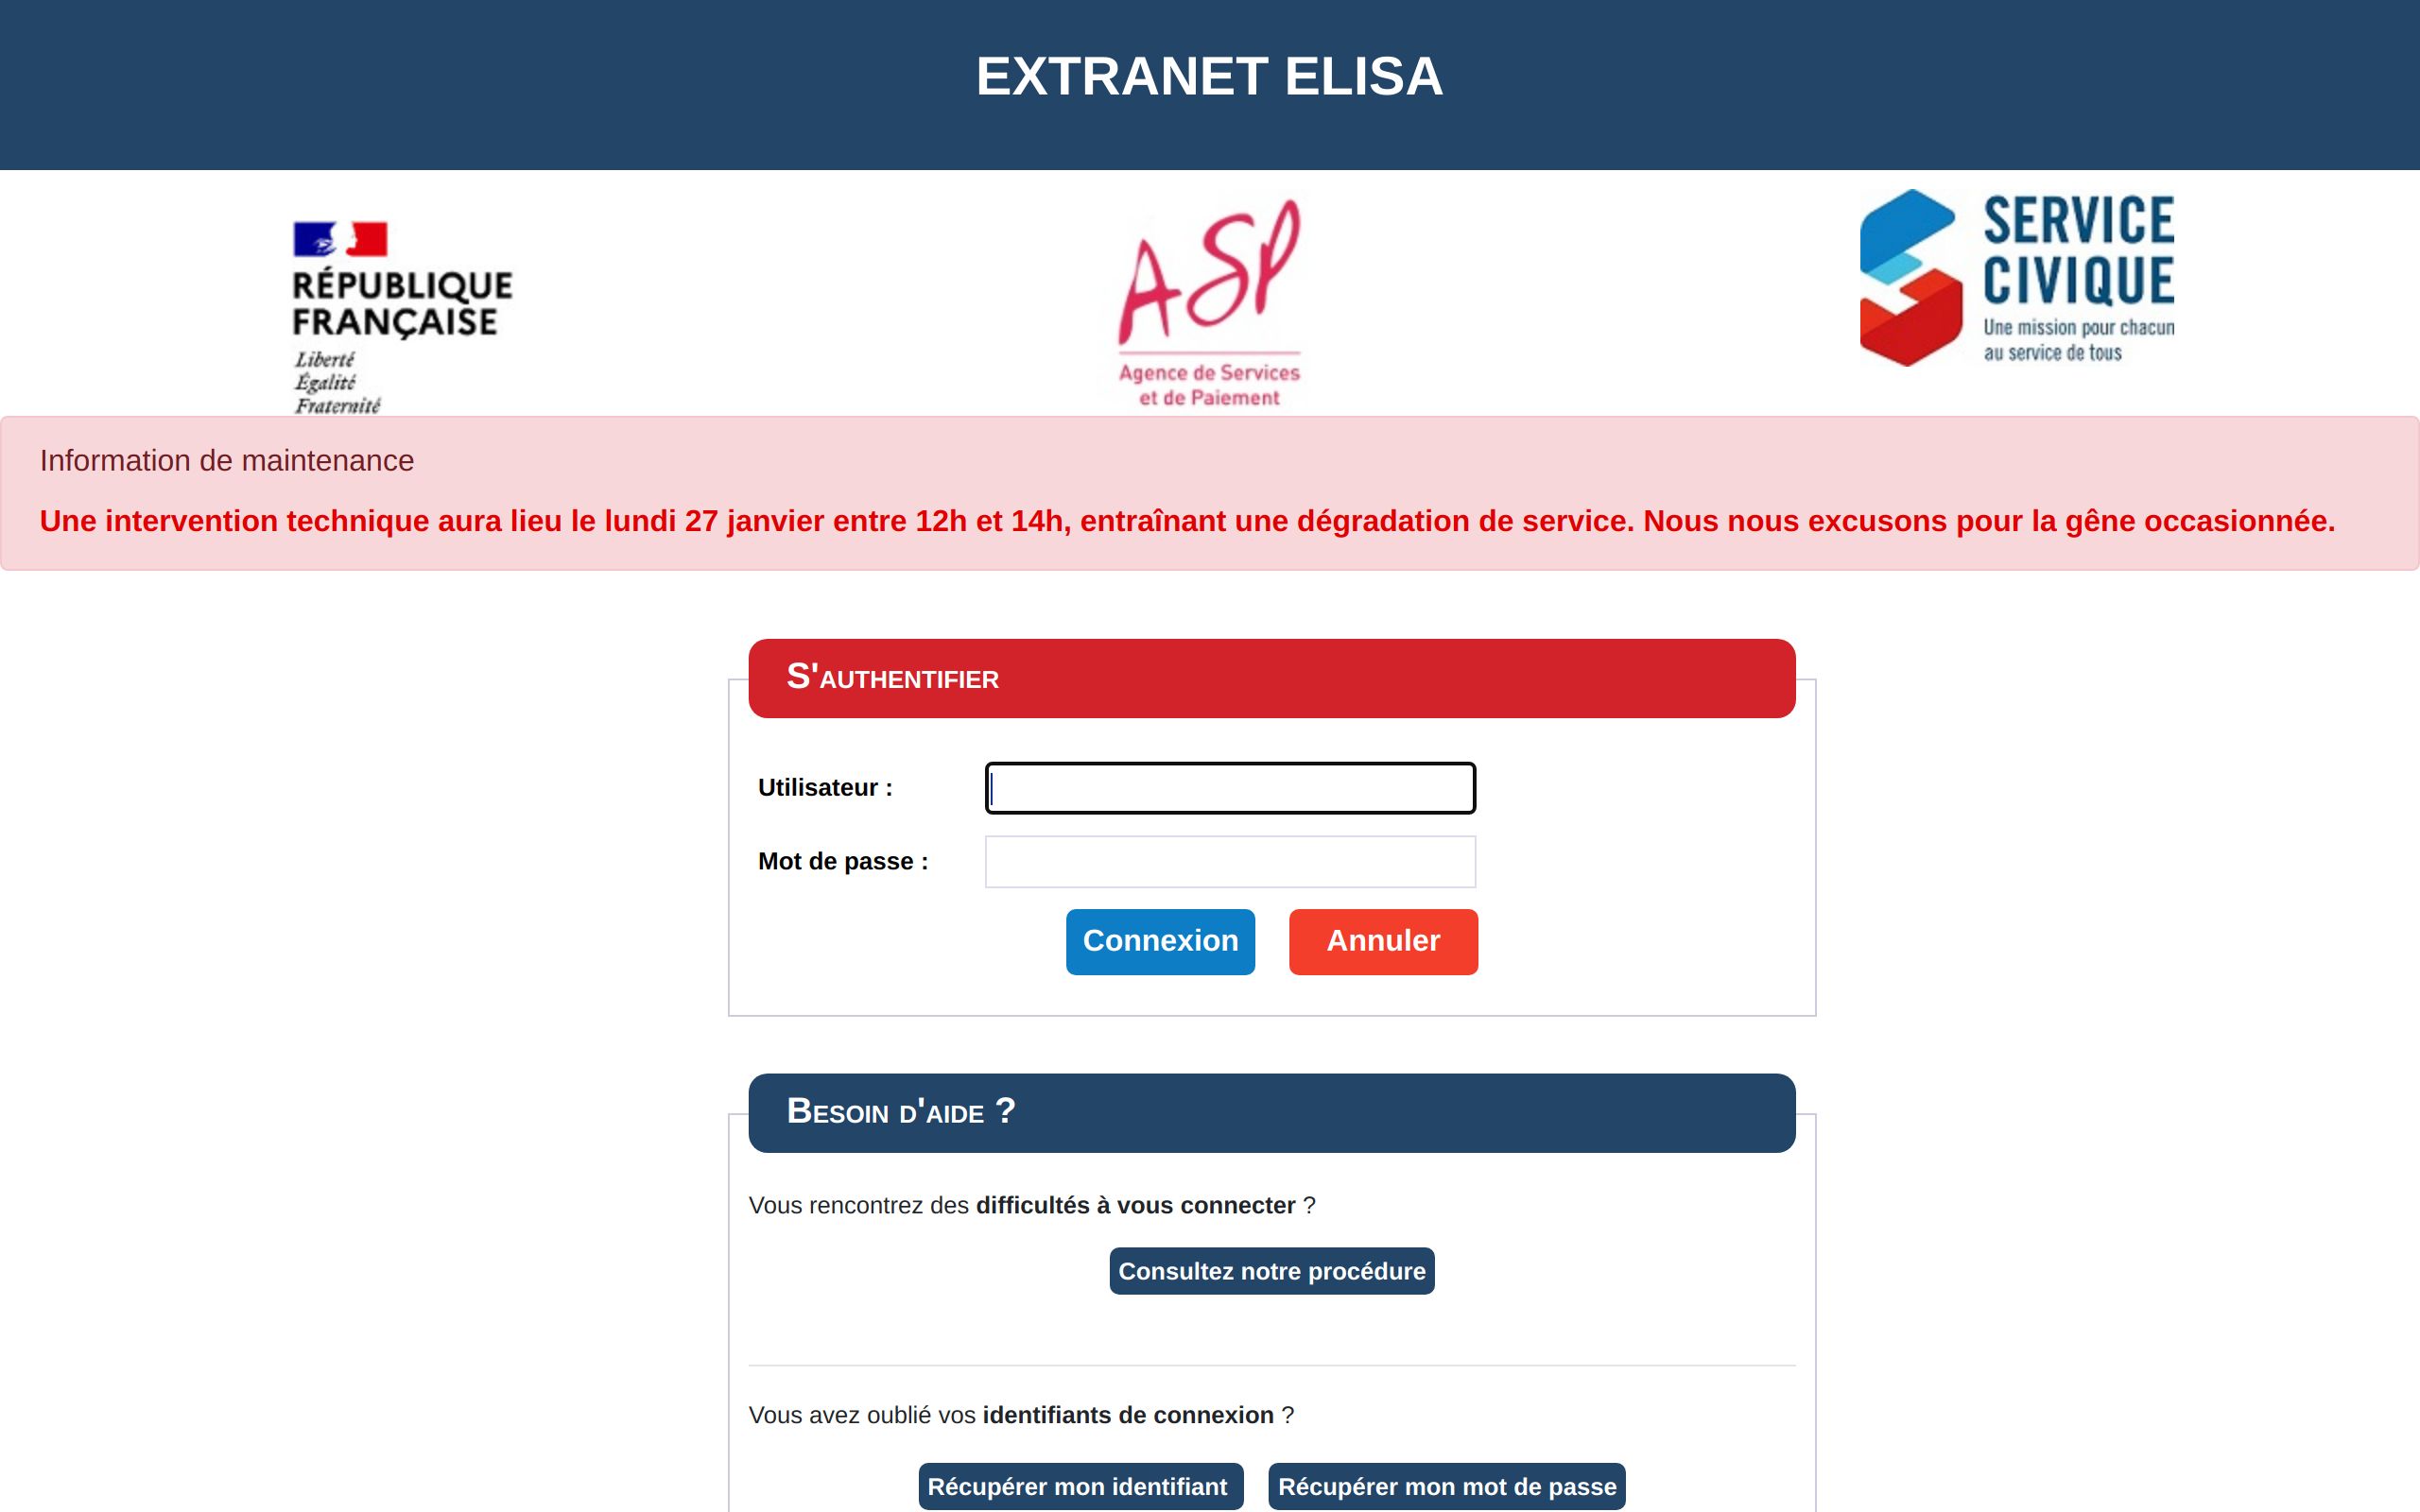 EXTRANET ELISA
RÉPUBLIQUE
FRANÇAISE
Liberté
Égalité
Fraternité
ASP
Agence de Services
et de Paiement
SERVICE
CIVIQUE
Une mission pour chacun
au service de tous
Information de maintenance
Une intervention technique aura lieu le lundi 27 janvier entre 12h et 14h, entraînant une dégradation de service. Nous nous excusons pour la gêne occasionnée.
S'AUTHENTIFIER
Utilisateur :
Mot de passe :
Connexion Annuler
BESOIN D'AIDE ?
Vous rencontrez des difficultés à vous connecter ?
Consultez notre procédure
Vous avez oublié vos identifiants de connexion ?
Récupérer mon identifiant Récupérer mon mot de passe